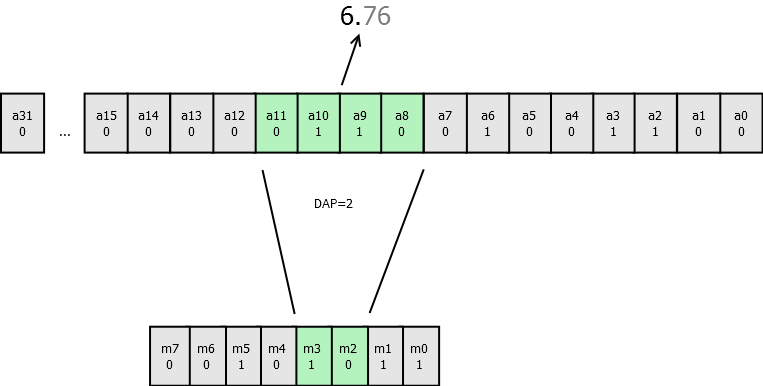 6.76
a31 ... a15 a14 a13 a12 a11 a10 a9 a8 a7 a6 a5 a4 a3 a2 a1 a0
0 0 0 0 0 0 1 1 0 0 1 0 0 1 1 0 0
DAP=2
m7 m6 m5 m4 m3 m2 m1 m0
0 0 1 0 1 0 1 1